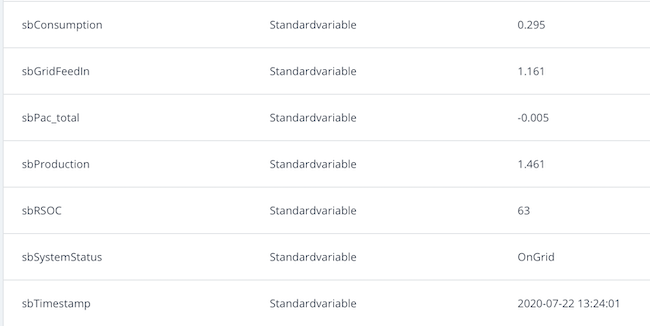 sbConsumption Standardvariable 0.295
sbGridFeedIn Standardvariable 1.161
sbPac_total Standardvariable -0.005
sbProduction Standardvariable 1.461
sbRSOC Standardvariable 63
sbSystemStatus Standardvariable OnGrid
sbTimestamp Standardvariable 2020-07-22 13:24:01